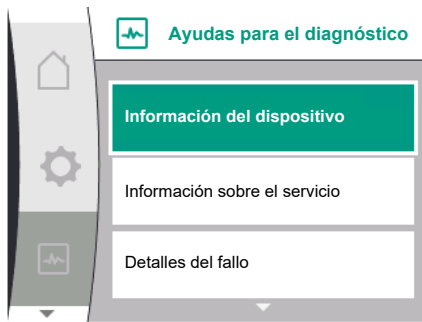 Ayudas para el diagnóstico
Información del dispositivo
Información sobre el servicio
Detalles del fallo